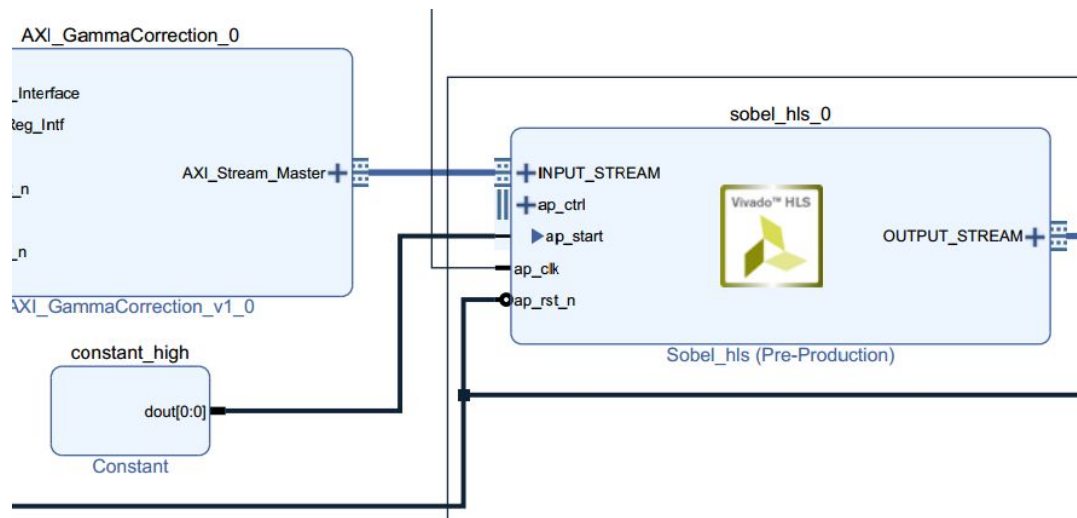 AXI_GammaCorrection_0
_Interface
Reg_Intf
AXI_Stream_Master
_n
_n
AXI_GammaCorrection_v1_0
constant_high
dout[0:0]
Constant
sobel_hls_0
INPUT_STREAM
ap_ctrl
ap_start
ap_clk
ap_rst_n
Vivado™ HLS
OUTPUT_STREAM
Sobel_hls (Pre-Production)